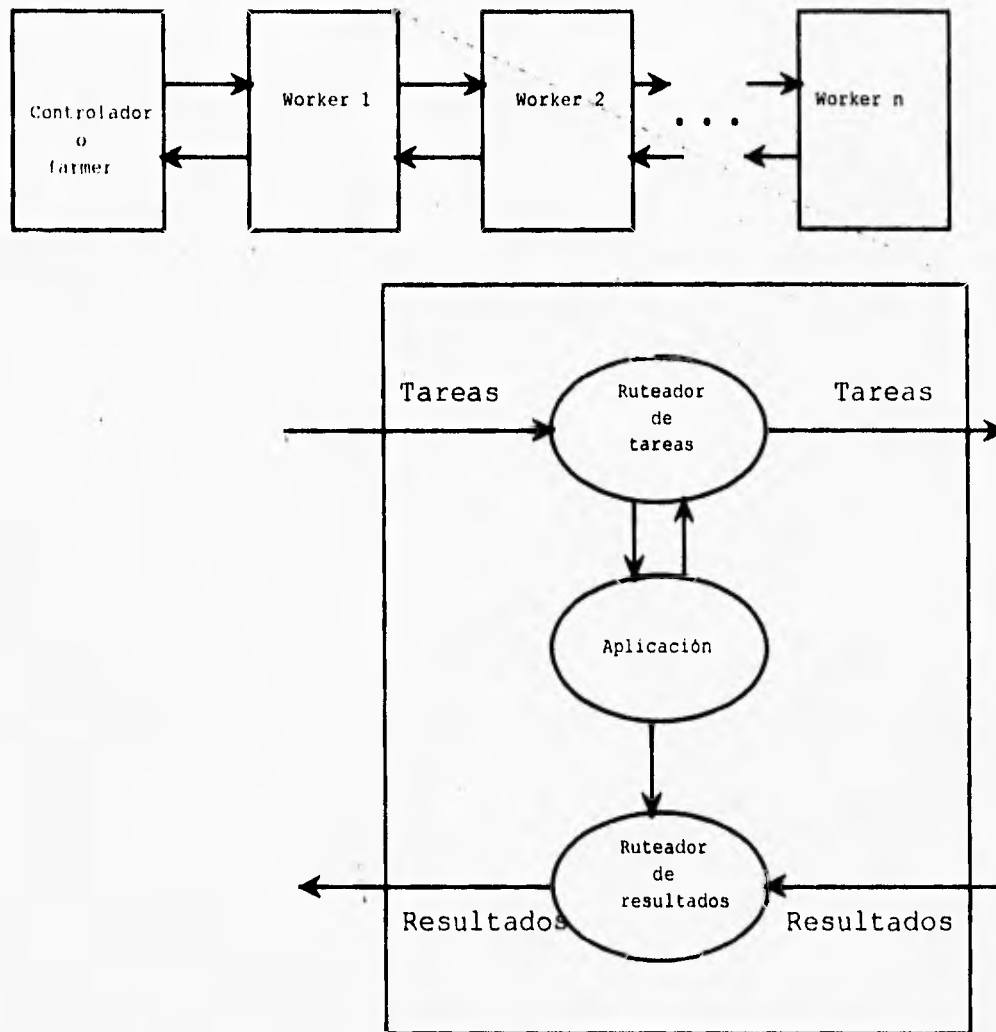 Controlador
o
farmer
Worker 1
Worker 2
...
Worker n
Tareas
Ruteador
de
tareas
Tareas
Aplicación
Ruteador
de
resultados
Resultados
Resultados